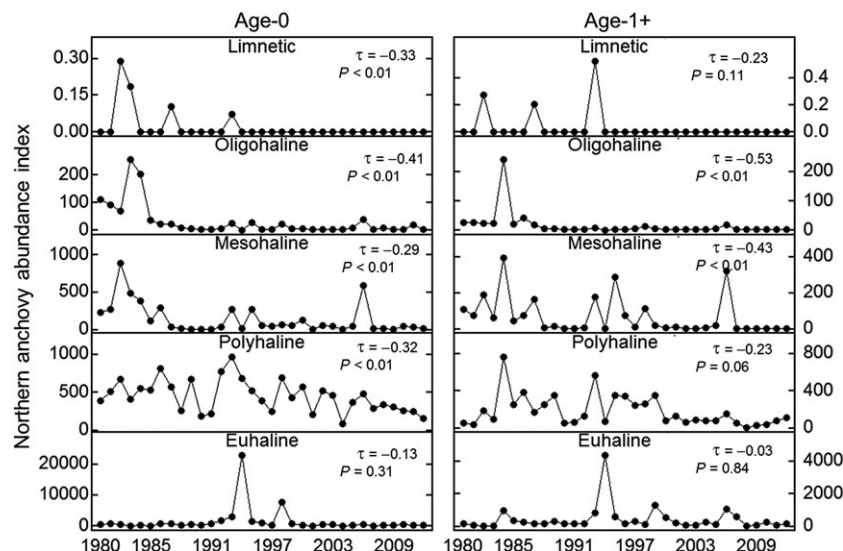 Age-0
Age-1+
Northern anchovy abundance index
Limnetic
τ = −0.33
P < 0.01
0.30
0.15
0.00
Limnetic
τ = −0.23
P = 0.11
0.4
0.2
0.0
Oligohaline
τ = −0.41
P < 0.01
200
100
0
Oligohaline
τ = −0.53
P < 0.01
200
100
0
Mesohaline
τ = −0.29
P < 0.01
1000
500
0
Mesohaline
τ = −0.43
P < 0.01
400
200
0
Polyhaline
τ = −0.32
P < 0.01
1000
500
0
Polyhaline
τ = −0.23
P = 0.06
800
400
0
Euhaline
τ = −0.13
P = 0.31
20000
10000
0
Euhaline
τ = −0.03
P = 0.84
4000
2000
0
1980 1985 1991 1997 2003 2009
1980 1985 1991 1997 2003 2009